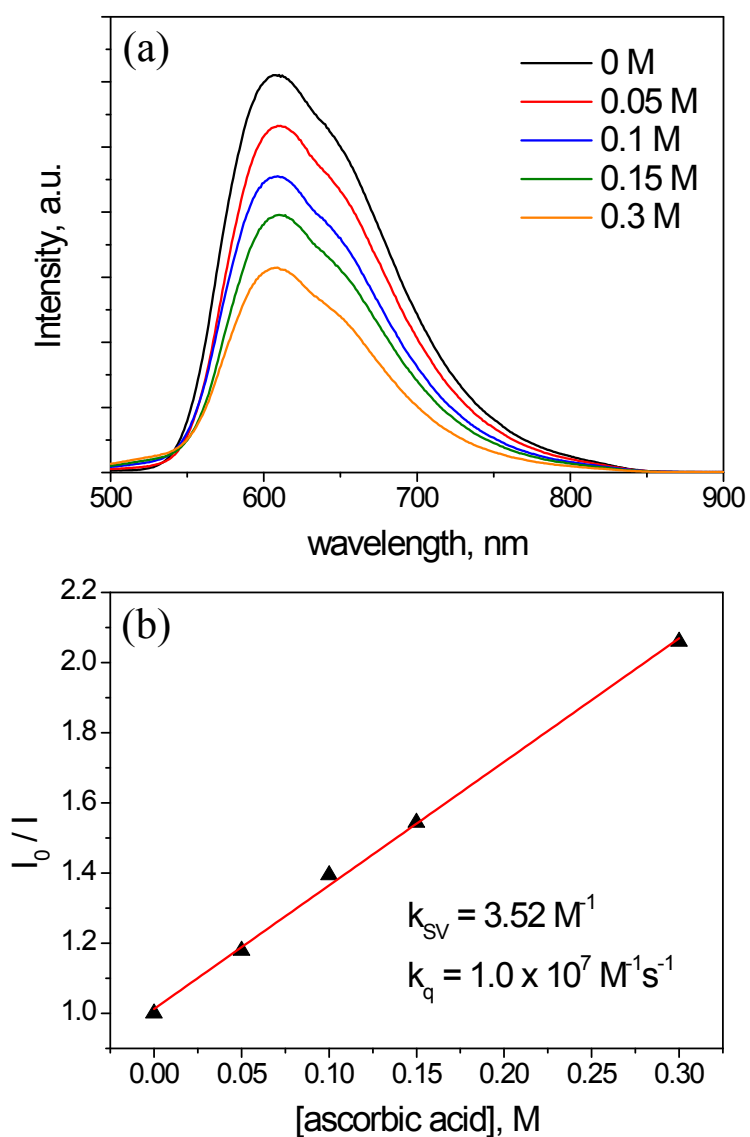 (a)
0 M
0.05 M
0.1 M
0.15 M
0.3 M
Intensity, a.u.
500 600 700 800 900
wavelength, nm
(b)
2.2
2.0
1.8
1.6
1.4
1.2
1.0
I₀ / I
k_SV = 3.52 M⁻¹
k_q = 1.0 x 10⁷ M⁻¹s⁻¹
0.00 0.05 0.10 0.15 0.20 0.25 0.30
[ascorbic acid], M